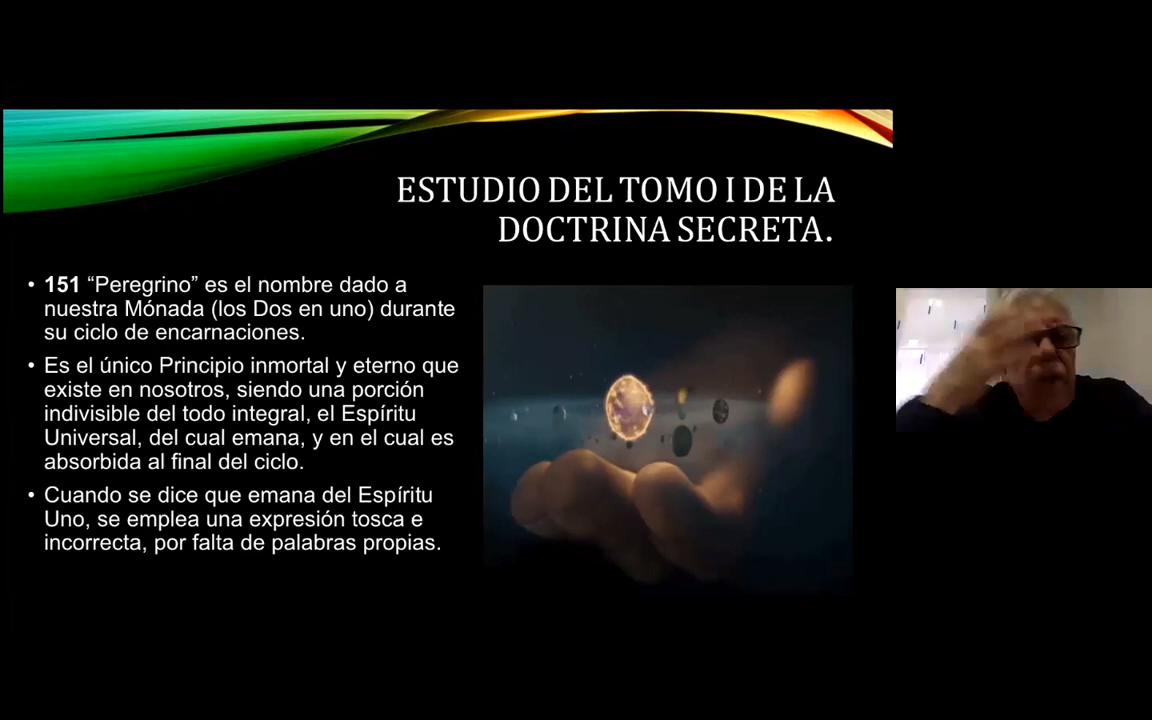 ESTUDIO DEL TOMO I DE LA
DOCTRINA SECRETA.
• 151 “Peregrino” es el nombre dado a
nuestra Mónada (los Dos en uno) durante
su ciclo de encarnaciones.
• Es el único Principio inmortal y eterno que
existe en nosotros, siendo una porción
indivisible del todo integral, el Espíritu
Universal, del cual emana, y en el cual es
absorbida al final del ciclo.
• Cuando se dice que emana del Espíritu
Uno, se emplea una expresión tosca e
incorrecta, por falta de palabras propias.